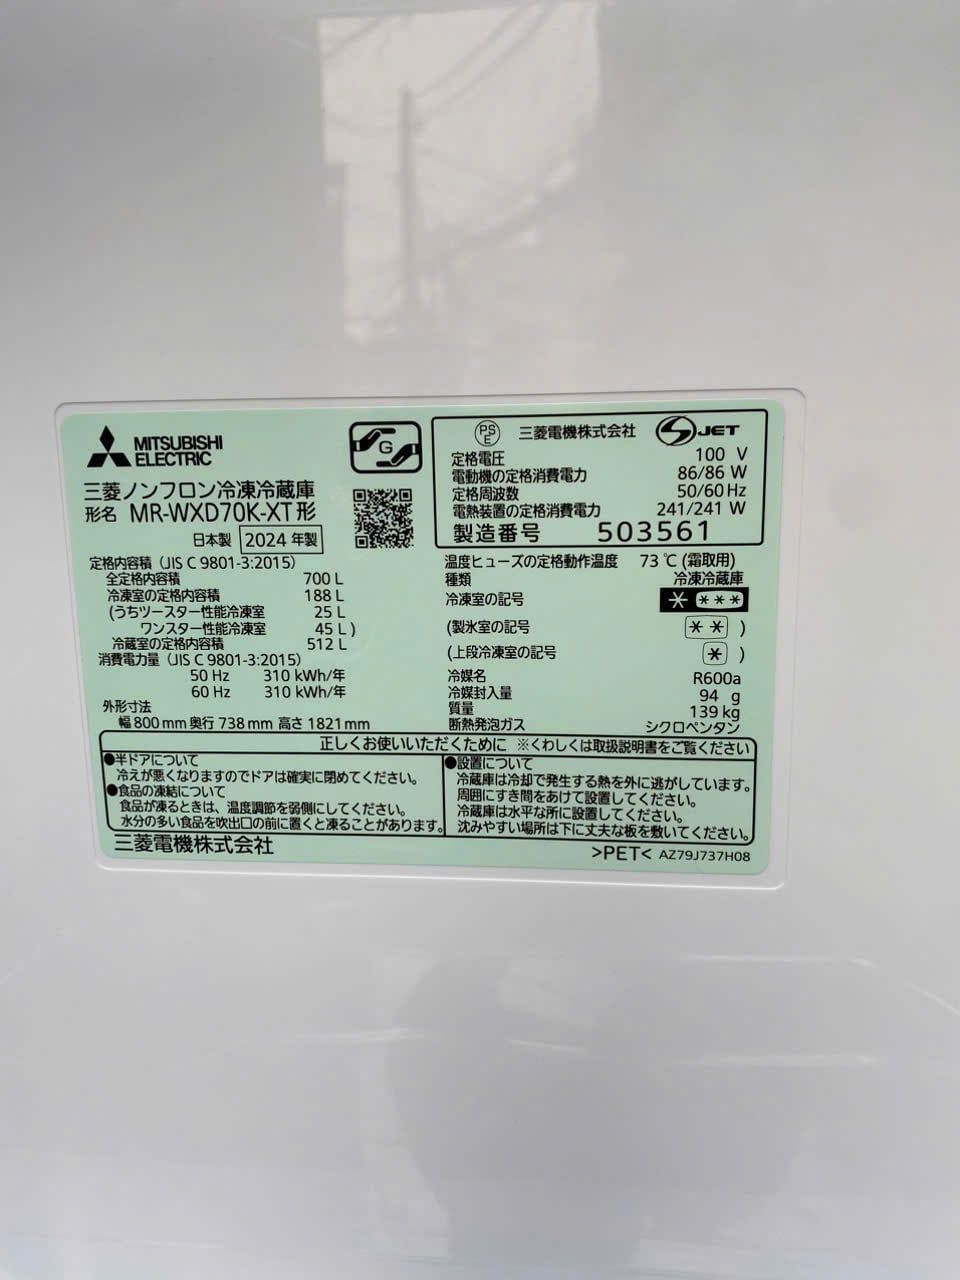 MITSUBISHI
ELECTRIC
G
三菱ノンフロン冷凍冷蔵庫
形名 MR-WXD70K-XT形
日本製 2024 年製
定格内容積（JIS C 9801-3:2015）
全定格内容積 700 L
冷凍室の定格内容積 188 L
(うちツースター性能冷凍室 25 L
ワンスター性能冷凍室 45 L )
冷蔵室の定格内容積 512 L
消費電力量（JIS C 9801-3:2015）
50 Hz 310 kWh/年
60 Hz 310 kWh/年
外形寸法
幅 800 mm 奥行 738 mm 高さ 1821 mm
PS
E
三菱電機株式会社 S JET
定格電圧 100 V
電動機の定格消費電力 86/86 W
定格周波数 50/60 Hz
電熱装置の定格消費電力 241/241 W
製造番号 503561
温度ヒューズの定格動作温度 73 ℃ (霜取用)
種類 冷凍冷蔵庫
冷凍室の記号 * ***
(製氷室の記号 ** )
(上段冷凍室の記号 * )
冷媒名 R600a
冷媒封入量 94 g
質量 139 kg
断熱発泡ガス シクロペンタン
正しくお使いいただくために ※くわしくは取扱説明書をご覧ください
●半ドアについて
冷えが悪くなりますのでドアは確実に閉めてください。
●食品の凍結について
食品が凍るときは、温度調節を弱側にしてください。
水分の多い食品を吹出口の前に置くと凍ることがあります。
●設置について
冷蔵庫は冷却で発生する熱を外に逃がしています。
周囲にすき間をあけて設置してください。
冷蔵庫は水平な所に設置してください。
沈みやすい場所は下に丈夫な板を敷いてください。
三菱電機株式会社
>PET< AZ79J737H08